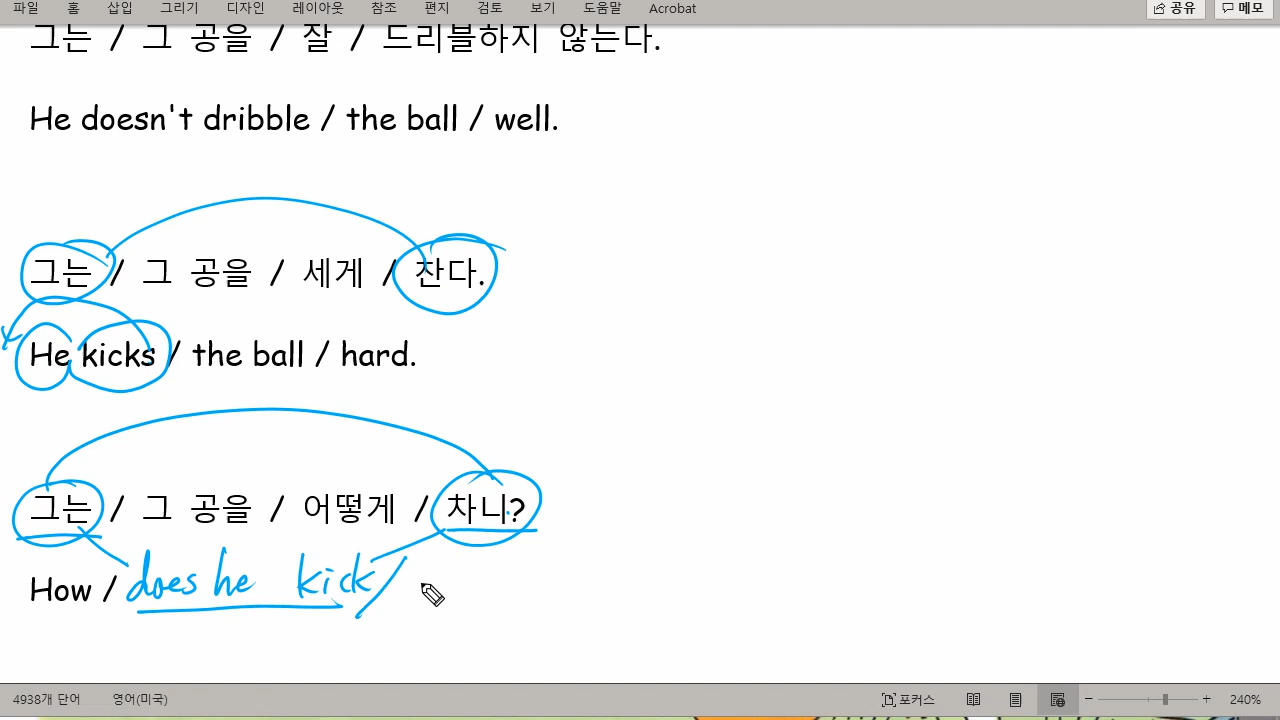 파일 홈 삽입 그리기 디자인 레이아웃 참조 편지 검토 보기 도움말 Acrobat 공유 메모
그는 / 그 공을 / 잘 / 드리블하지 않는다.
He doesn't dribble / the ball / well.
그는 / 그 공을 / 세게 / 찬다.
He kicks / the ball / hard.
그는 / 그 공을 / 어떻게 / 차니?
How / does he kick /
4938개 단어 영어(미국) 포커스 240%